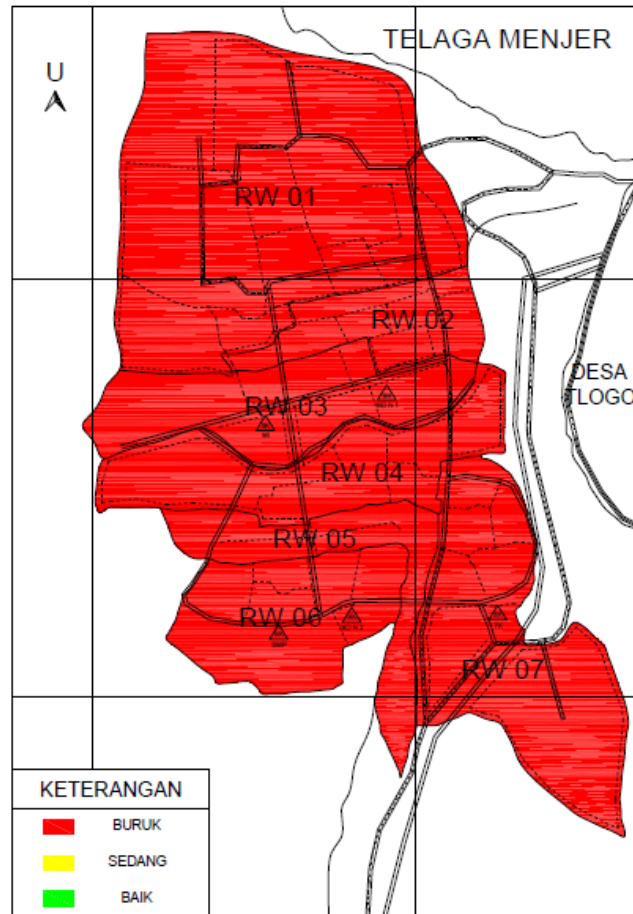 TELAGA MENJER
U
RW 01
RW 02
DESA
TLOGO
RW 03
RW 04
RW 05
RW 06
RW 07
KETERANGAN
BURUK
SEDANG
BAIK